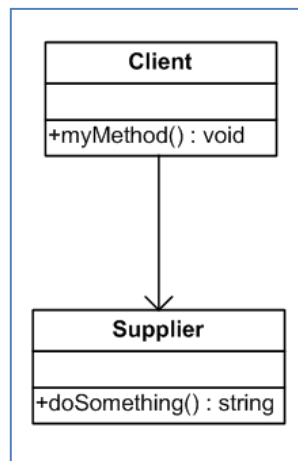 Client
+myMethod() : void
Supplier
+doSomething() : string